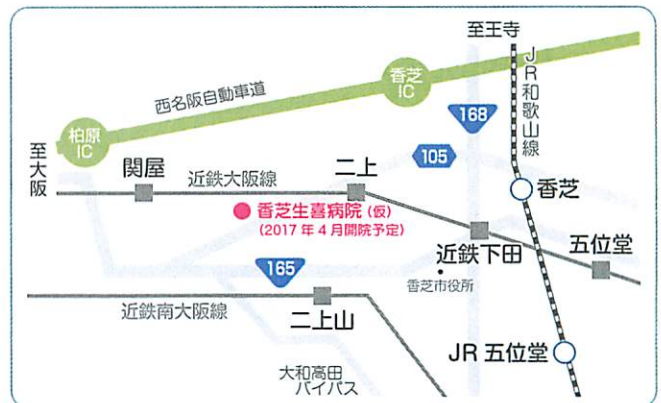 至王寺
香芝
IC
JR和歌山線
西名阪自動車道
168
柏原
IC
105
至大阪
関屋
近鉄大阪線
二上
香芝
香芝生喜病院(仮)
(2017年4月開院予定)
近鉄下田
五位堂
165
香芝市役所
近鉄南大阪線
二上山
JR五位堂
大和高田
バイパス